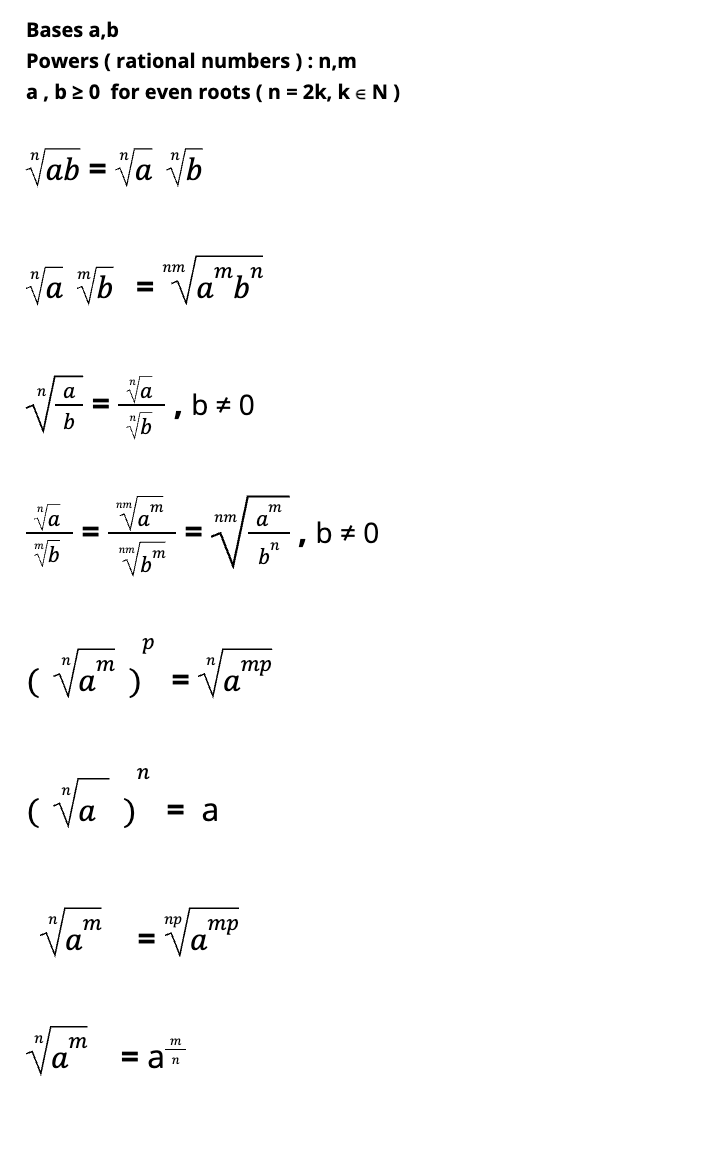 Bases a,b
Powers ( rational numbers ) : n,m
a , b ≥ 0 for even roots ( n = 2k, k ∈ N )
ⁿ√(ab) = ⁿ√a ⁿ√b
ⁿ√a ᵐ√b = ⁿᵐ√(aᵐbⁿ)
ⁿ√(a/b) = ⁿ√a / ⁿ√b , b ≠ 0
ⁿ√a / ᵐ√b = ⁿᵐ√(aᵐ) / ⁿᵐ√(bᵐ) = ⁿᵐ√(aᵐ/bⁿ) , b ≠ 0
( ⁿ√(aᵐ) )ᵖ = ⁿ√(aᵐᵖ)
( ⁿ√a )ⁿ = a
ⁿ√(aᵐ) = ⁿᵖ√(aᵐᵖ)
ⁿ√(aᵐ) = a^(m/n)